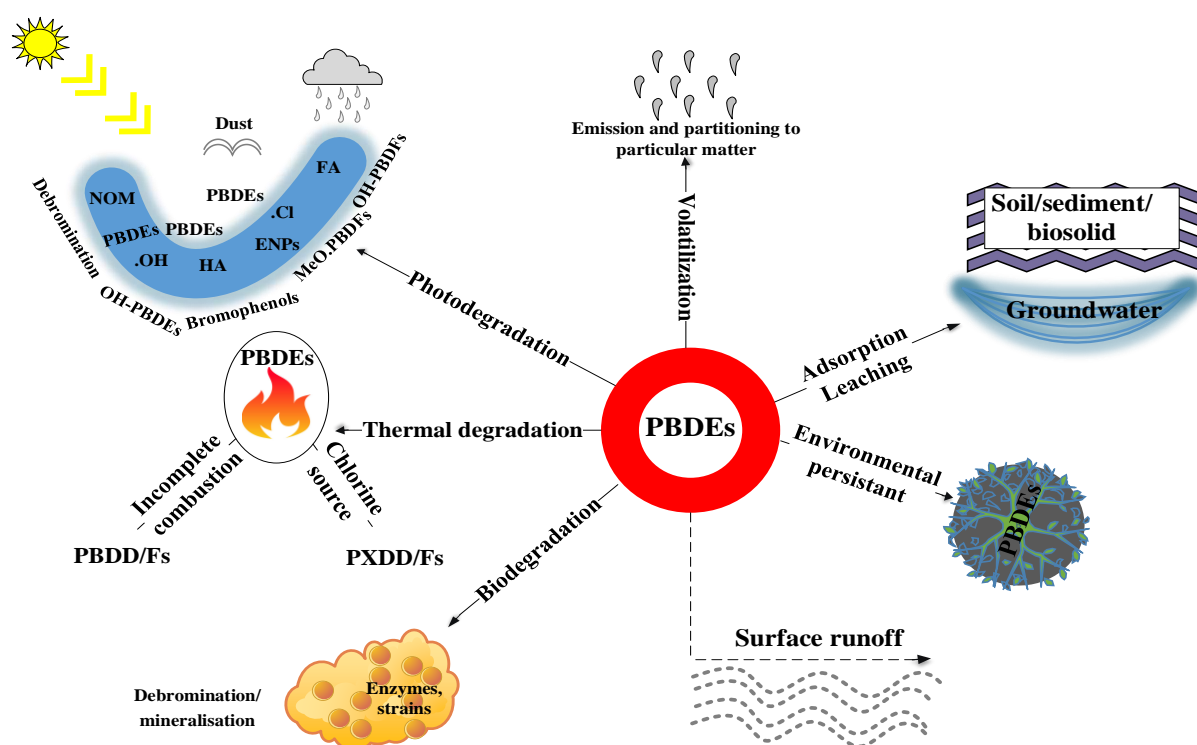 Dust
Emission and partitioning to
particular matter
NOM
PBDEs
PBDEs
PBDEs
.OH
HA
.Cl
ENPs
FA
Debromination
OH-PBDEs
Bromophenols
MeO.PBDFs
OH-PBDFs
Photodegradation
Volatilization
Soil/sediment/
biosolid
Groundwater
Adsorption
Leaching
PBDEs
Thermal degradation
PBDEs
Environmental
persistant
PBDEs
Incomplete
combustion
Chlorine
source
PBDD/Fs
PXDD/Fs
Biodegradation
Surface runoff
Debromination/
mineralisation
Enzymes,
strains